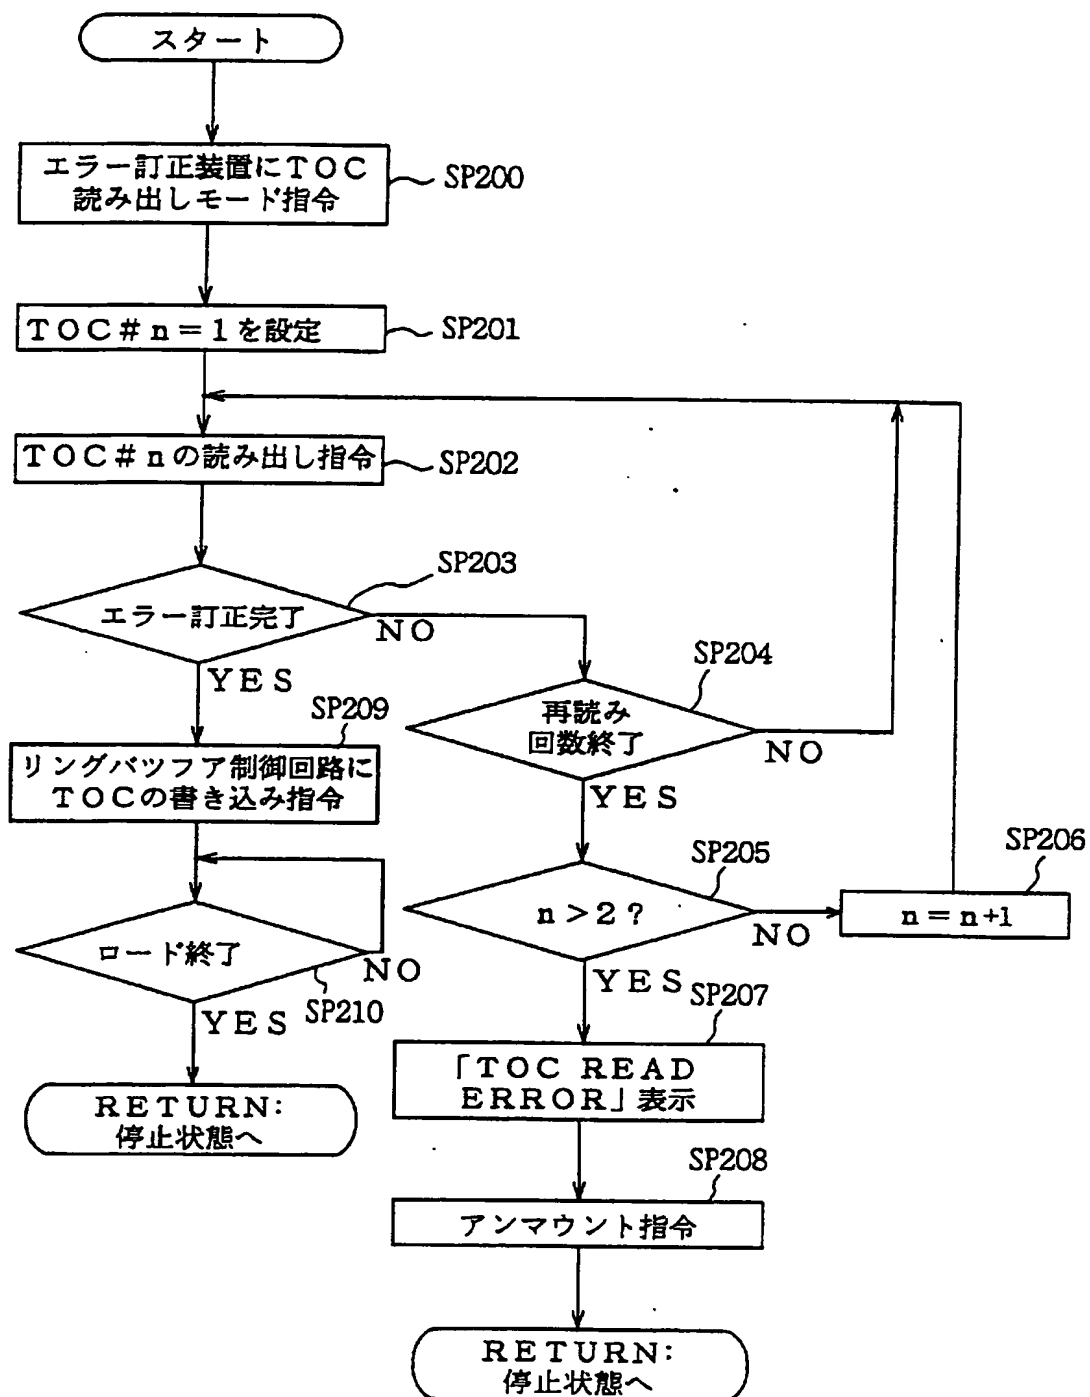 スタート
エラー訂正装置にTOC
読み出しモード指令
SP200
TOC#n=1を設定
SP201
TOC#nの読み出し指令
SP202
SP203
エラー訂正完了
NO
YES
SP204
再読み
回数終了
NO
YES
SP209
リングバツフア制御回路に
TOCの書き込み指令
SP205
n>2?
NO
YES
SP206
n=n+1
ロード終了
NO
YES
SP210
SP207
「TOC READ
ERROR」表示
RETURN:
停止状態へ
SP208
アンマウント指令
RETURN:
停止状態へ